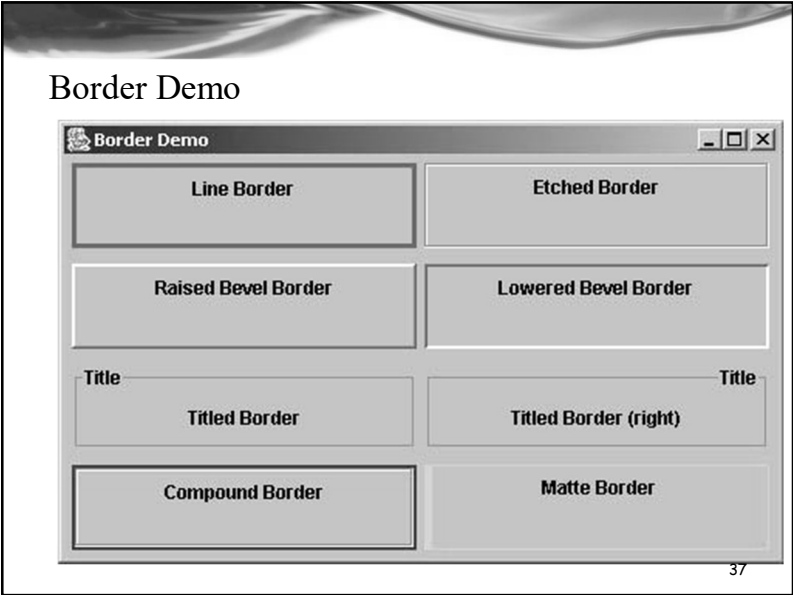 Border Demo
Border Demo
Line Border
Etched Border
Raised Bevel Border
Lowered Bevel Border
Title
Title
Titled Border
Titled Border (right)
Compound Border
Matte Border
37